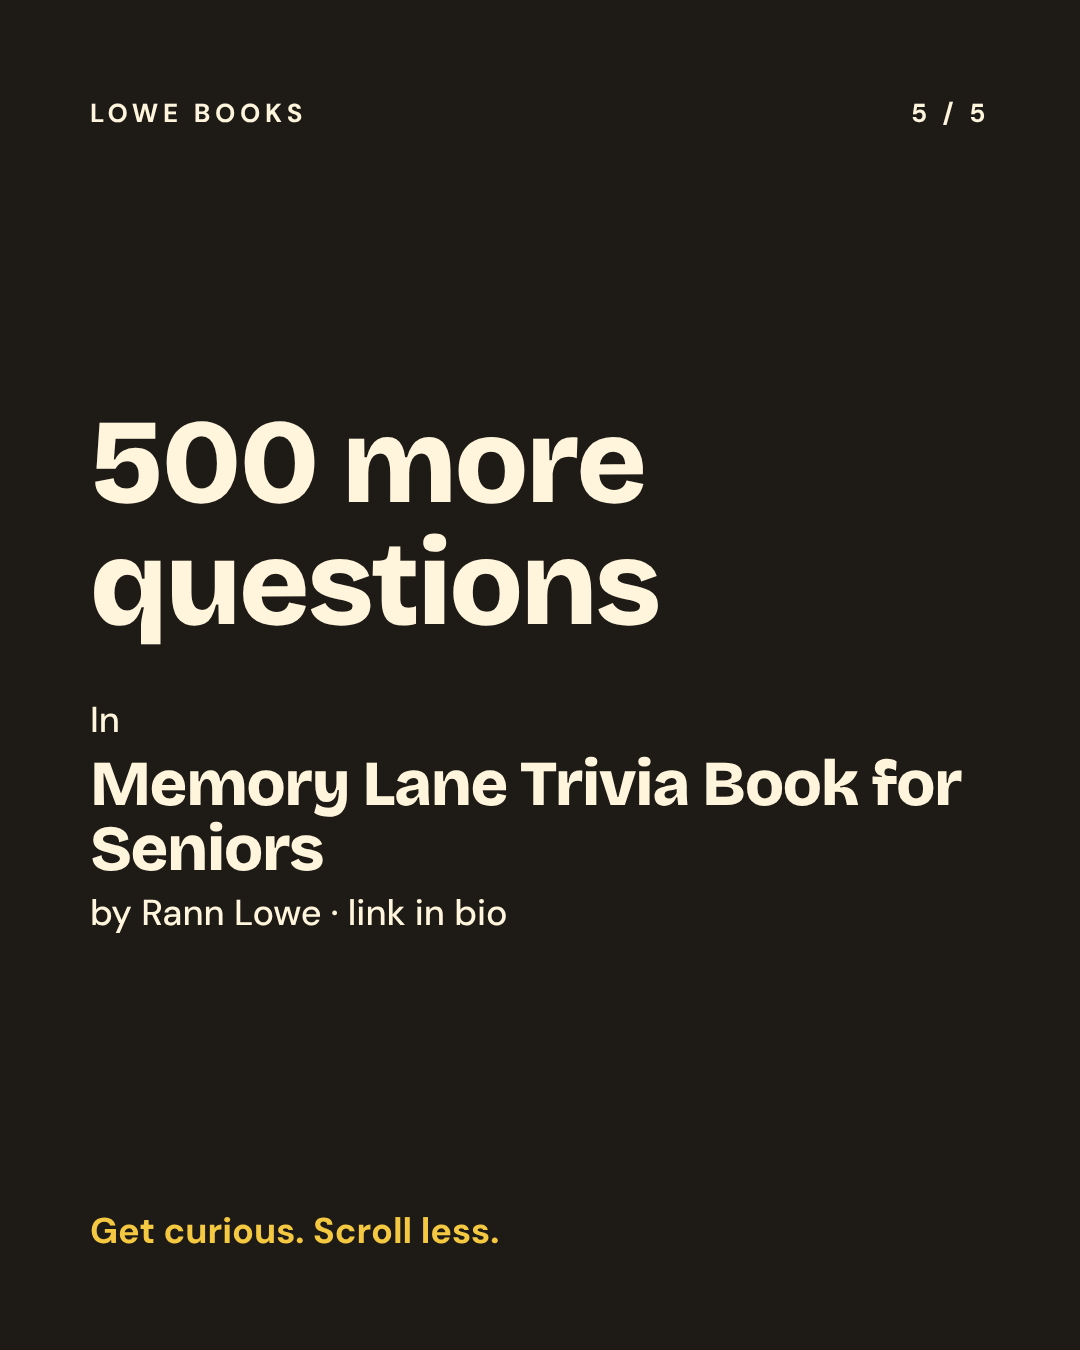 LOWE BOOKS
5 / 5
500 more
questions
In
Memory Lane Trivia Book for
Seniors
by Rann Lowe · link in bio
Get curious. Scroll less.